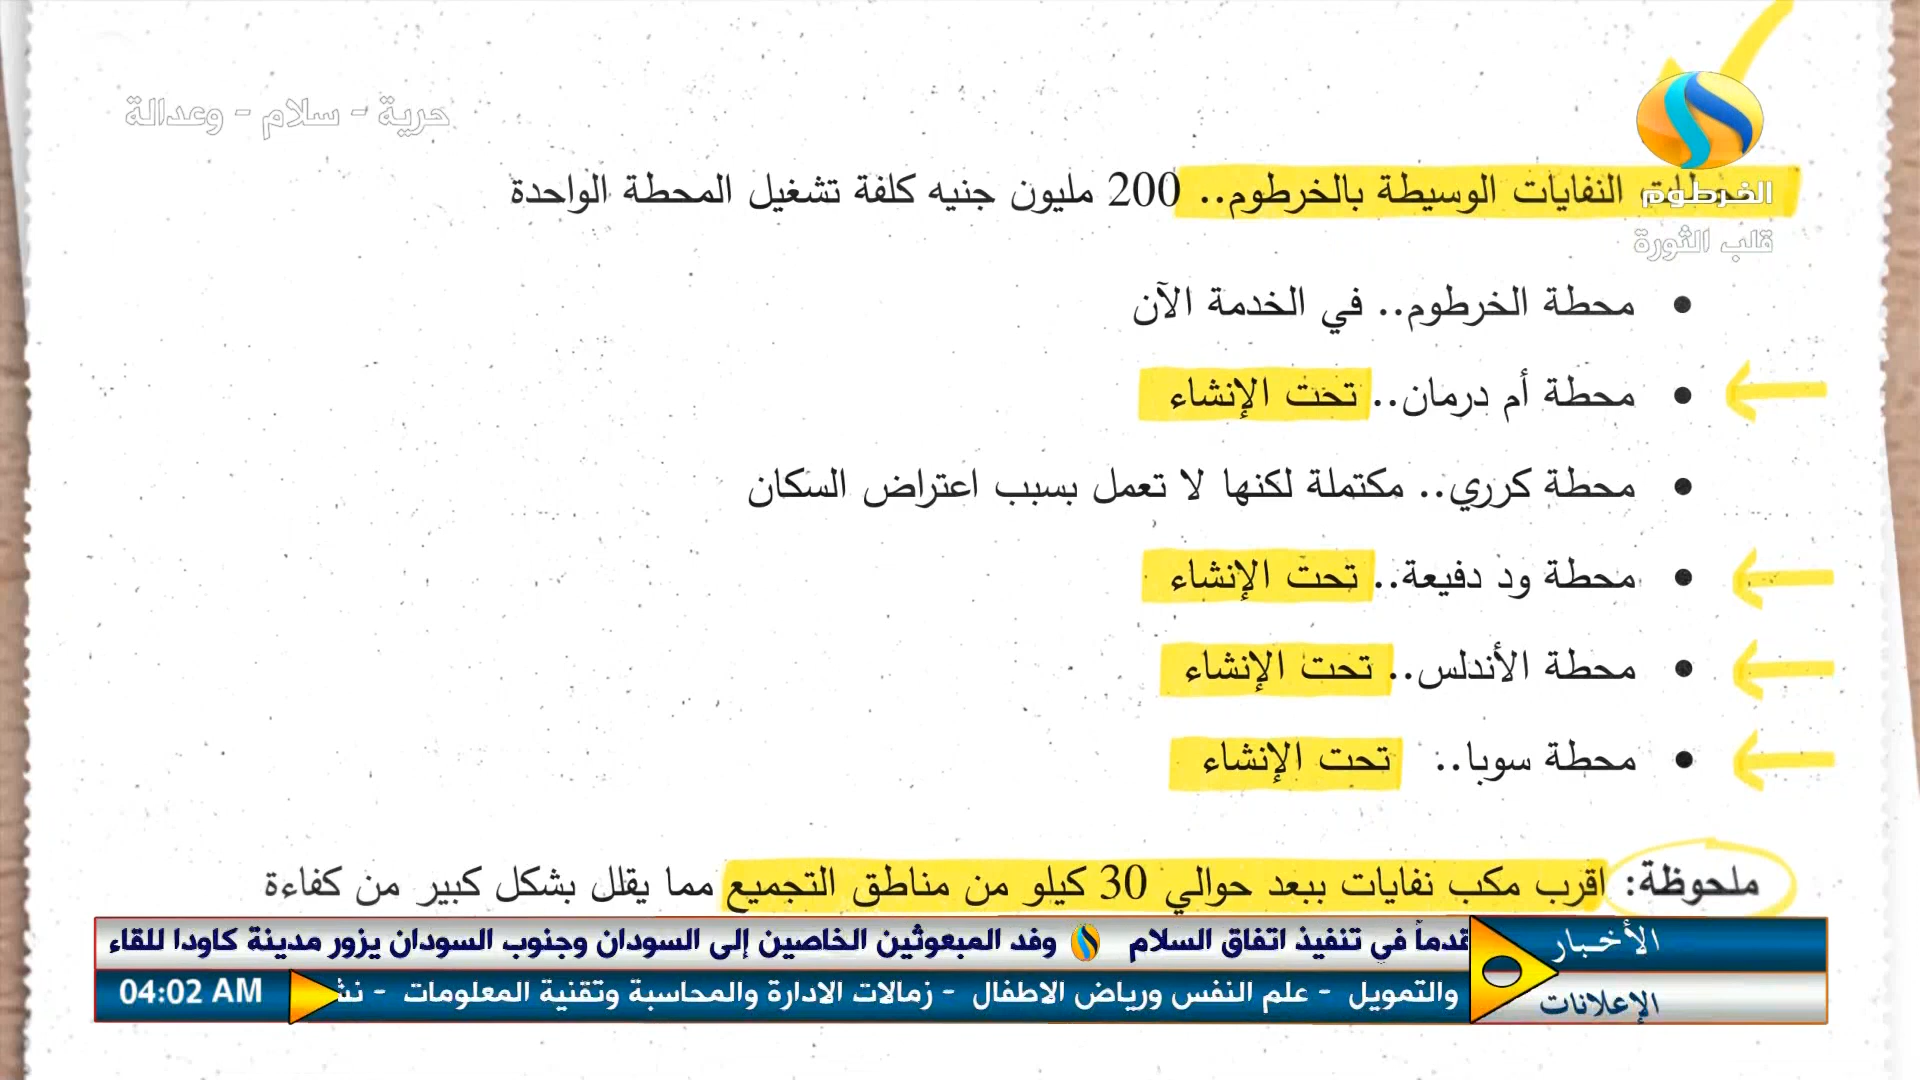 حرية - سلام - وعدالة
الخرطوم
قلب الثورة
النفايات الوسيطة بالخرطوم.. 200 مليون جنيه كلفة تشغيل المحطة الواحدة
• محطة الخرطوم.. في الخدمة الآن
• محطة أم درمان.. تحت الإنشاء
• محطة كرري.. مكتملة لكنها لا تعمل بسبب اعتراض السكان
• محطة ود دفيعة.. تحت الإنشاء
• محطة الأندلس.. تحت الإنشاء
• محطة سوبا.: تحت الإنشاء
ملحوظة: اقرب مكب نفايات ببعد حوالي 30 كيلو من مناطق التجميع مما يقلل بشكل كبير من كفاءة
الأخبار
قدماً في تنفيذ اتفاق السلام وفد المبعوثين الخاصين إلى السودان وجنوب السودان يزور مدينة كاودا للقاء
الإعلانات
والتمويل - علم النفس ورياض الاطفال - زمالات الادارة والمحاسبة وتقنية المعلومات -
04:02 AM